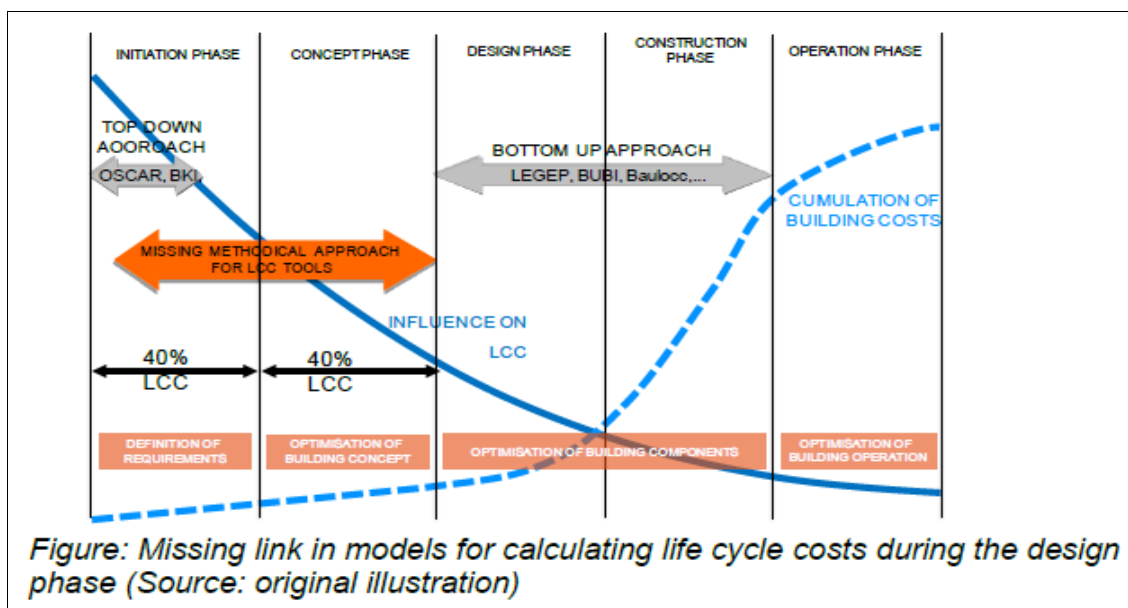 INITIATION PHASE
CONCEPT PHASE
DESIGN PHASE
CONSTRUCTION
PHASE
OPERATION PHASE
TOP DOWN
AOOROACH
OSCAR, BKI,
BOTTOM UP APPROACH
LEGEP, BUBI, Baulocc,...
CUMULATION OF
BUILDING COSTS
MISSING METHODICAL APPROACH
FOR LCC TOOLS
INFLUENCE ON
LCC
40%
LCC
40%
LCC
DEFINITION OF
REQUIREMENTS
OPTIMISATION OF
BUILDING CONCEPT
OPTIMISATION OF BUILDING COMPONENTS
OPTIMISATION OF
BUILDING OPERATION
Figure: Missing link in models for calculating life cycle costs during the design
phase (Source: original illustration)